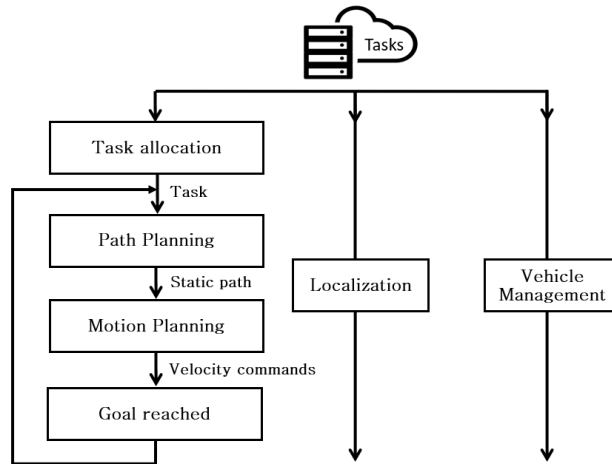 Tasks
Task allocation
Task
Path Planning
Static path
Motion Planning
Velocity commands
Goal reached
Localization
Vehicle
Management